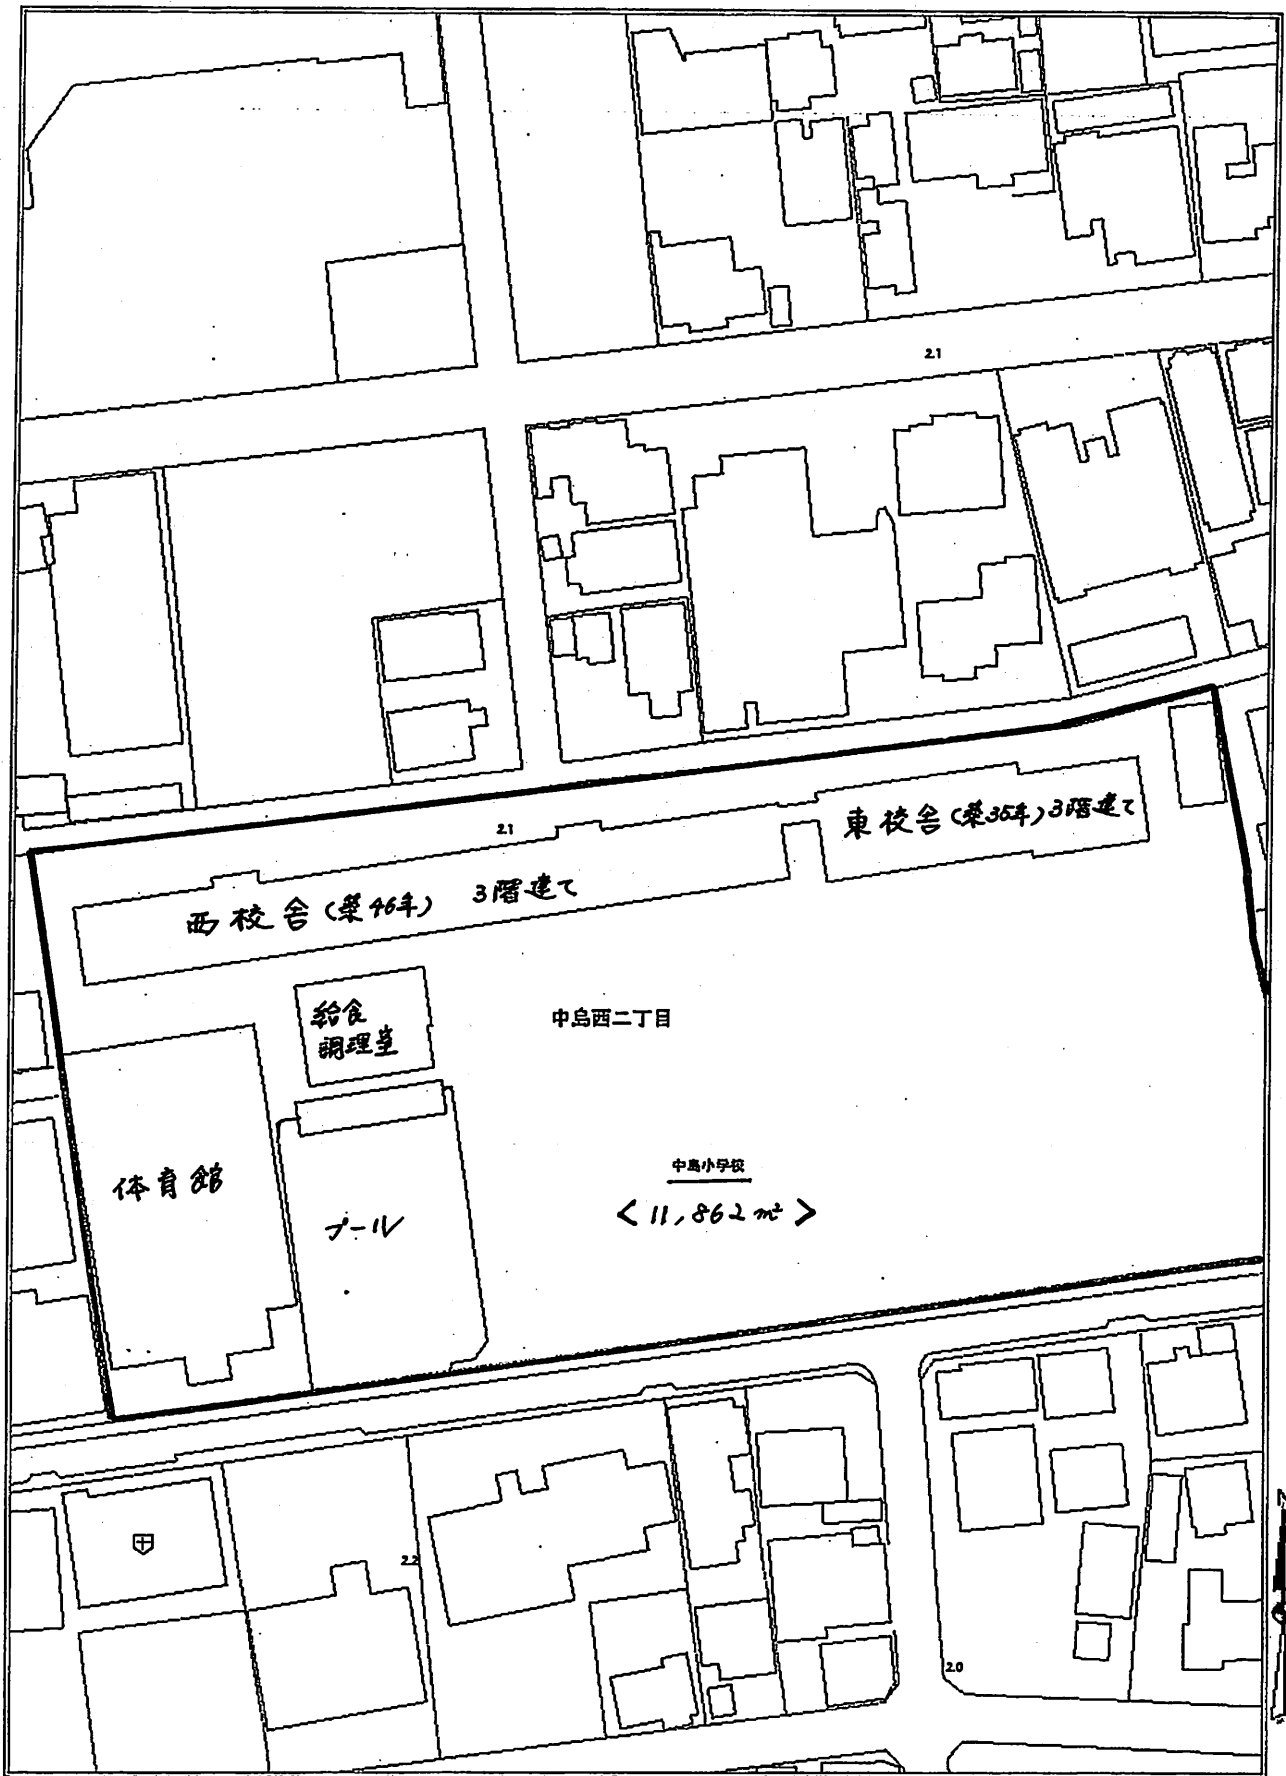 2.1
東校舎(築35年)3階建て
2.1
西校舎(築46年) 3階建て
給食
調理室
中島西二丁目
中島小学校
<11,862㎡>
体育館
プール
2.2
2.0